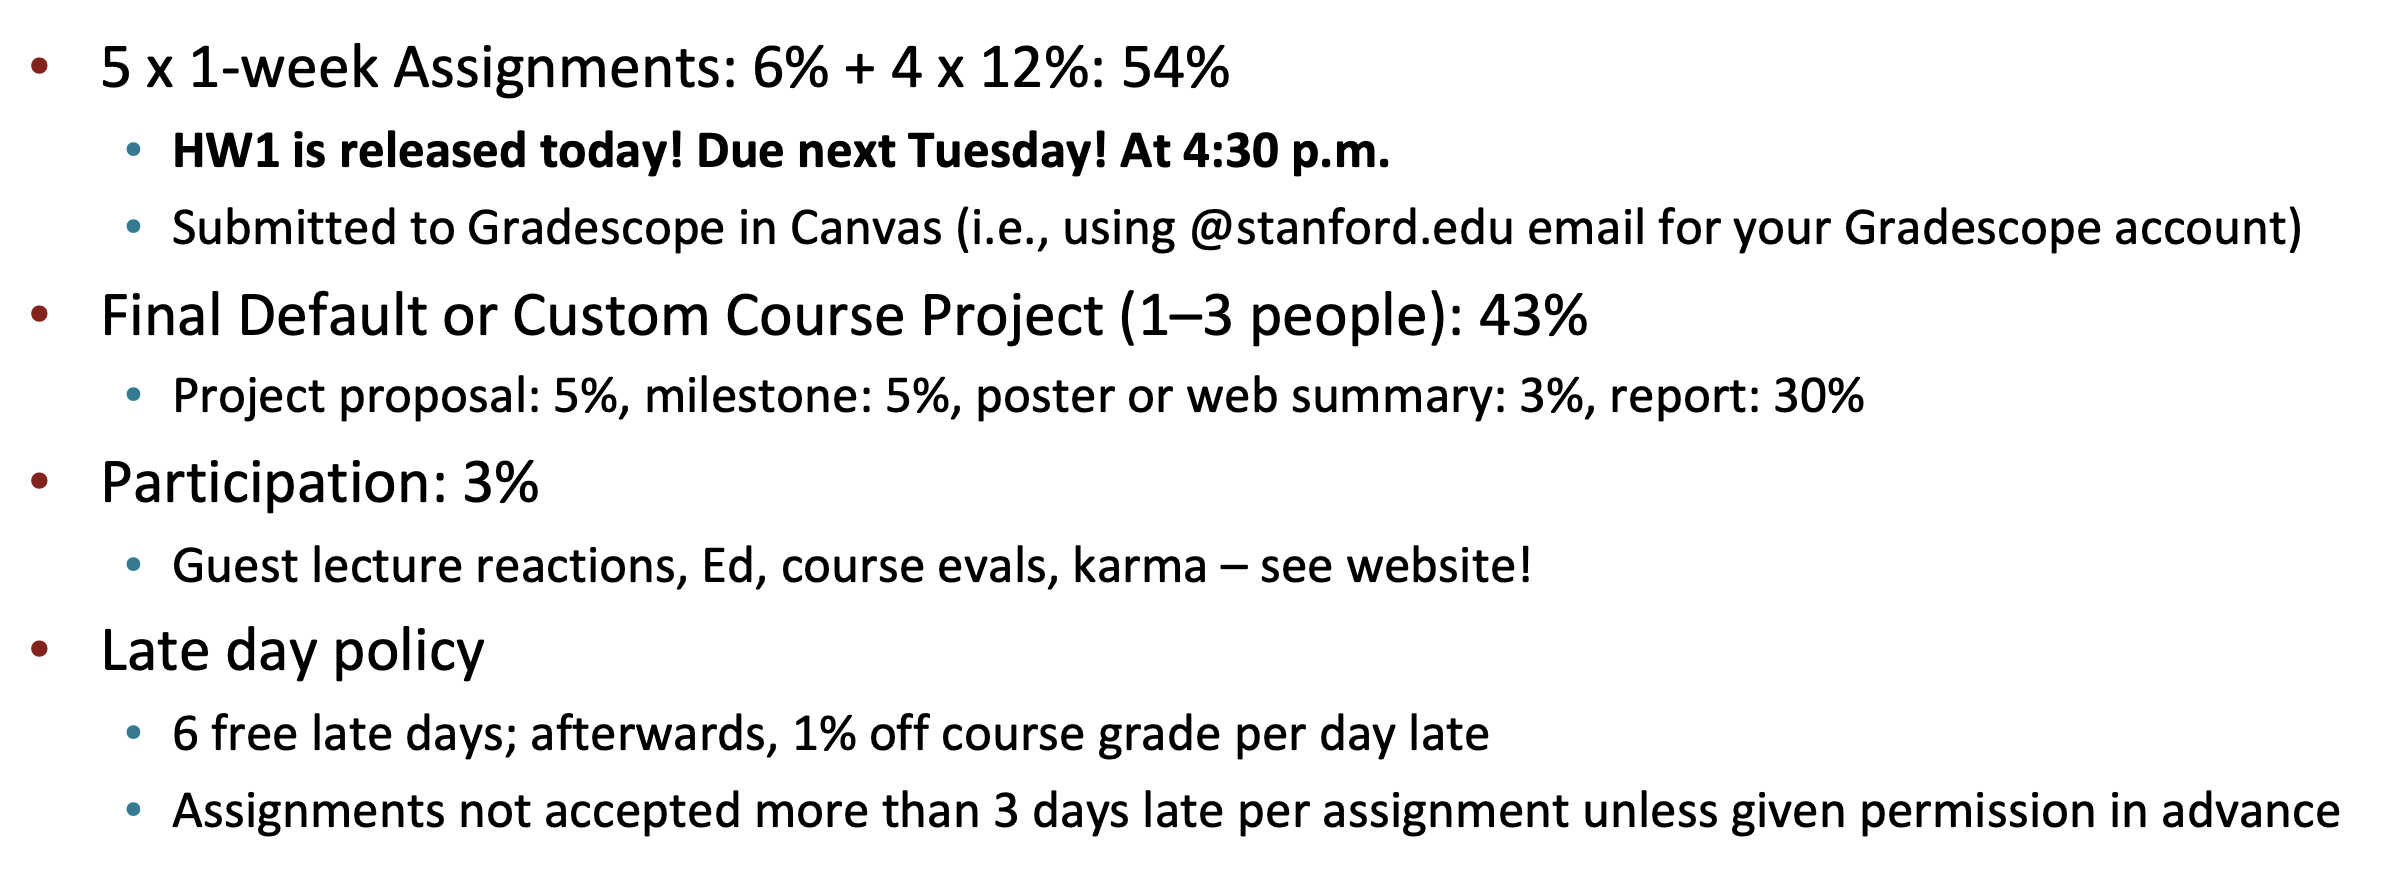 • 5 x 1-week Assignments: 6% + 4 x 12%: 54%
• HW1 is released today! Due next Tuesday! At 4:30 p.m.
• Submitted to Gradescope in Canvas (i.e., using @stanford.edu email for your Gradescope account)
• Final Default or Custom Course Project (1–3 people): 43%
• Project proposal: 5%, milestone: 5%, poster or web summary: 3%, report: 30%
• Participation: 3%
• Guest lecture reactions, Ed, course evals, karma – see website!
• Late day policy
• 6 free late days; afterwards, 1% off course grade per day late
• Assignments not accepted more than 3 days late per assignment unless given permission in advance